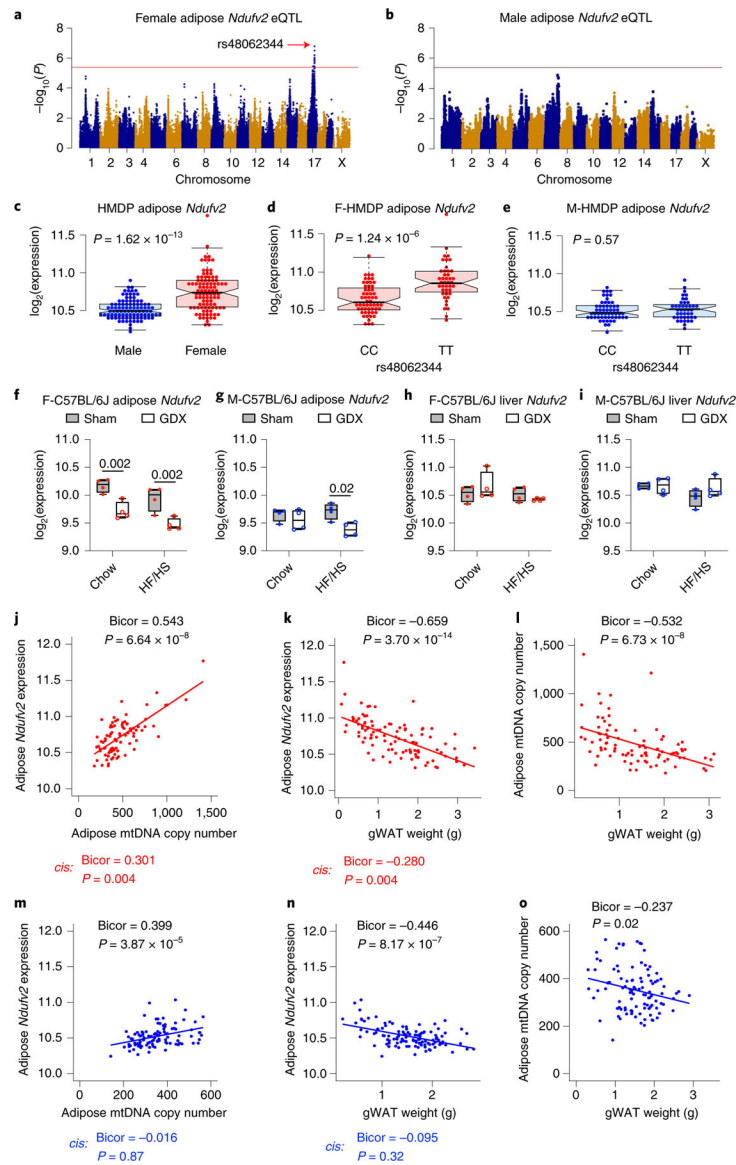 a
Female adipose Ndufv2 eQTL
rs48062344
−log10(P)
8
6
4
2
0
1 2 3 4 6 8 10 12 14 17 X
Chromosome
b
Male adipose Ndufv2 eQTL
−log10(P)
8
6
4
2
0
1 2 3 4 6 8 10 12 14 17 X
Chromosome
c
HMDP adipose Ndufv2
P = 1.62 × 10−13
log2(expression)
11.5
11.0
10.5
Male Female
d
F-HMDP adipose Ndufv2
P = 1.24 × 10−6
log2(expression)
11.5
11.0
10.5
CC TT
rs48062344
e
M-HMDP adipose Ndufv2
P = 0.57
log2(expression)
11.5
11.0
10.5
CC TT
rs48062344
f
F-C57BL/6J adipose Ndufv2
Sham GDX
log2(expression)
11.0
10.5
10.0
9.5
9.0
0.002
0.002
Chow HF/HS
g
M-C57BL/6J adipose Ndufv2
Sham GDX
log2(expression)
11.0
10.5
10.0
9.5
9.0
0.02
Chow HF/HS
h
F-C57BL/6J liver Ndufv2
Sham GDX
log2(expression)
11.5
11.0
10.5
10.0
9.5
Chow HF/HS
i
M-C57BL/6J liver Ndufv2
Sham GDX
log2(expression)
11.5
11.0
10.5
10.0
9.5
Chow HF/HS
j
Bicor = 0.543
P = 6.64 × 10−8
Adipose Ndufv2 expression
12.0
11.5
11.0
10.5
10.0
0 500 1,000 1,500
Adipose mtDNA copy number
cis: Bicor = 0.301
P = 0.004
k
Bicor = −0.659
P = 3.70 × 10−14
Adipose Ndufv2 expression
12.0
11.5
11.0
10.5
10.0
0 1 2 3
gWAT weight (g)
cis: Bicor = −0.280
P = 0.004
l
Bicor = −0.532
P = 6.73 × 10−8
Adipose mtDNA copy number
1,500
1,000
500
0
1 2 3
gWAT weight (g)
m
Bicor = 0.399
P = 3.87 × 10−5
Adipose Ndufv2 expression
12.0
11.5
11.0
10.5
10.0
0 200 400 600
Adipose mtDNA copy number
cis: Bicor = −0.016
P = 0.87
n
Bicor = −0.446
P = 8.17 × 10−7
Adipose Ndufv2 expression
12.0
11.5
11.0
10.5
10.0
1 2
gWAT weight (g)
cis: Bicor = −0.095
P = 0.32
o
Bicor = −0.237
P = 0.02
Adipose mtDNA copy number
600
400
200
0
0 1 2 3
gWAT weight (g)